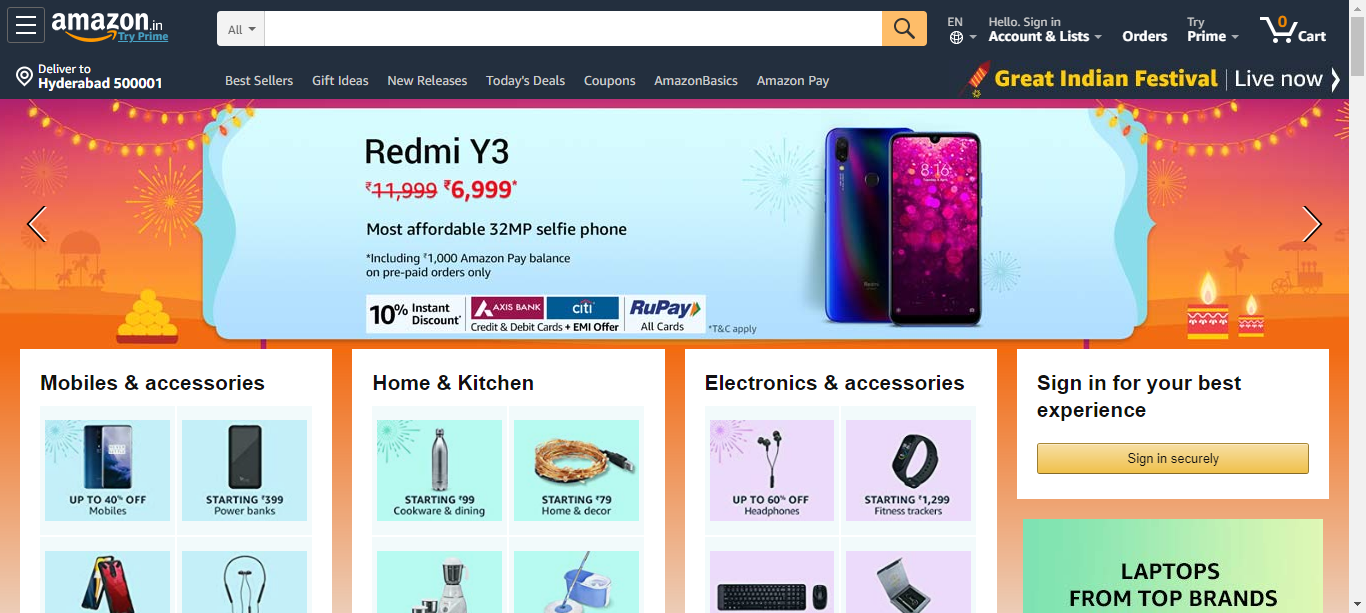 amazon.in
Try Prime
All
EN
Hello. Sign in
Account & Lists
Orders
Try
Prime
0
Cart
Deliver to
Hyderabad 500001
Best Sellers
Gift Ideas
New Releases
Today's Deals
Coupons
AmazonBasics
Amazon Pay
Great Indian Festival
Live now
Redmi Y3
₹11,999 ₹6,999*
Most affordable 32MP selfie phone
*Including ₹1,000 Amazon Pay balance
on pre-paid orders only
10% Instant
Discount*
AXIS BANK
citi
Credit & Debit Cards + EMI Offer
RuPay
All Cards
*T&C apply
8:16
Redmi
Mobiles & accessories
UP TO 40% OFF
Mobiles
STARTING ₹399
Power banks
Home & Kitchen
STARTING ₹99
Cookware & dining
STARTING ₹79
Home & decor
Electronics & accessories
UP TO 60% OFF
Headphones
STARTING ₹1,299
Fitness trackers
Sign in for your best
experience
Sign in securely
LAPTOPS
FROM TOP BRANDS